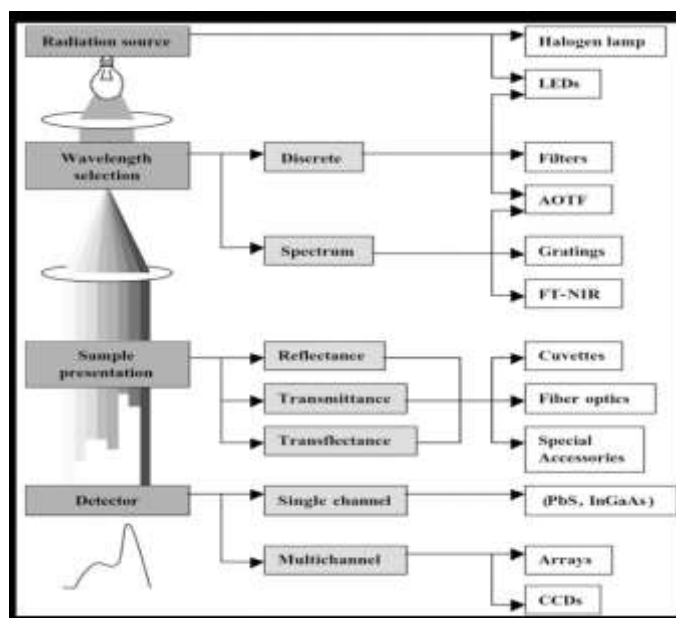 Radiation source
Halogen lamp
LEDs
Wavelength
selection
Discrete
Filters
AOTF
Spectrum
Gratings
FT-NIR
Sample
presentation
Reflectance
Cuvettes
Transmittance
Fiber optics
Transflectance
Special
Accessories
Detector
Single channel
(PbS, InGaAs)
Multichannel
Arrays
CCDs